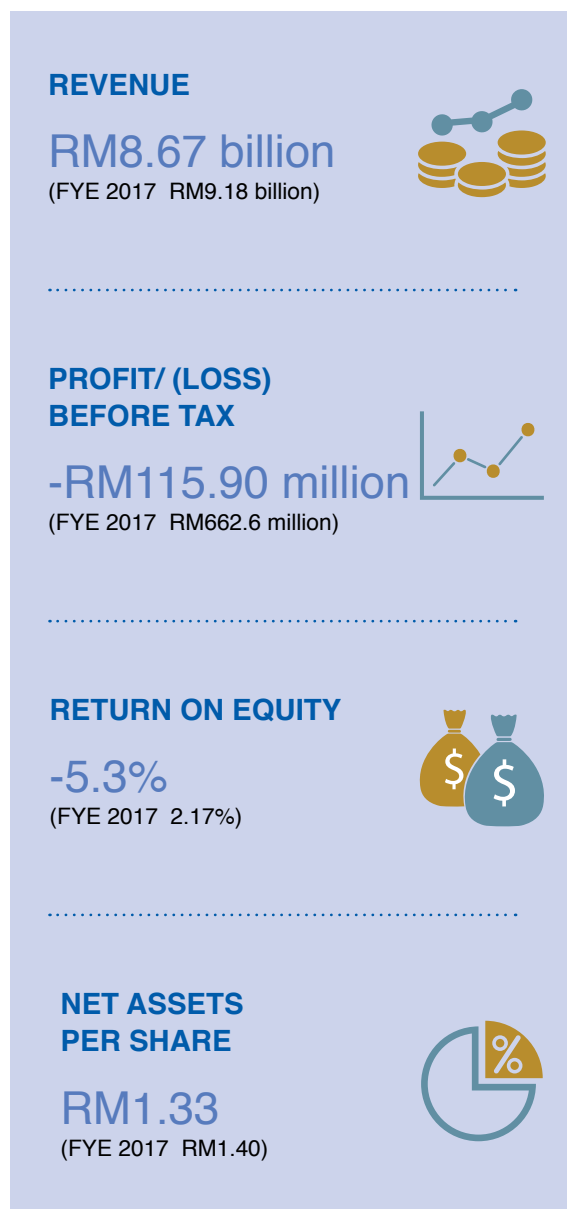 REVENUE
RM8.67 billion
(FYE 2017  RM9.18 billion)
PROFIT/ (LOSS)
BEFORE TAX
-RM115.90 million
(FYE 2017  RM662.6 million)
RETURN ON EQUITY
-5.3%
(FYE 2017  2.17%)
NET ASSETS
PER SHARE
RM1.33
(FYE 2017  RM1.40)
$
$
%